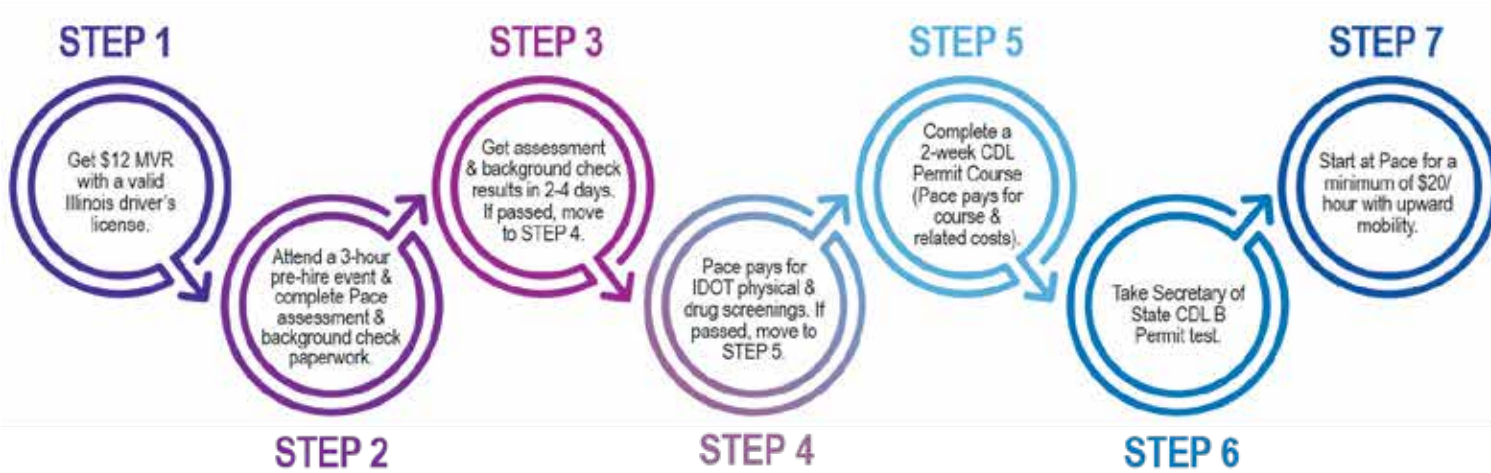 STEP 1
Get $12 MVR
with a valid
Illinois driver's
license.
STEP 2
Attend a 3-hour
pre-hire event &
complete Pace
assessment &
background check
paperwork.
STEP 3
Get assessment
& background check
results in 2-4 days.
If passed, move
to STEP 4.
STEP 4
Pace pays for
IDOT physical &
drug screenings. If
passed, move to
STEP 5.
STEP 5
Complete a
2-week CDL
Permit Course
(Pace pays for
course &
related costs).
STEP 6
Take Secretary of
State CDL B
Permit test.
STEP 7
Start at Pace for a
minimum of $20/
hour with upward
mobility.